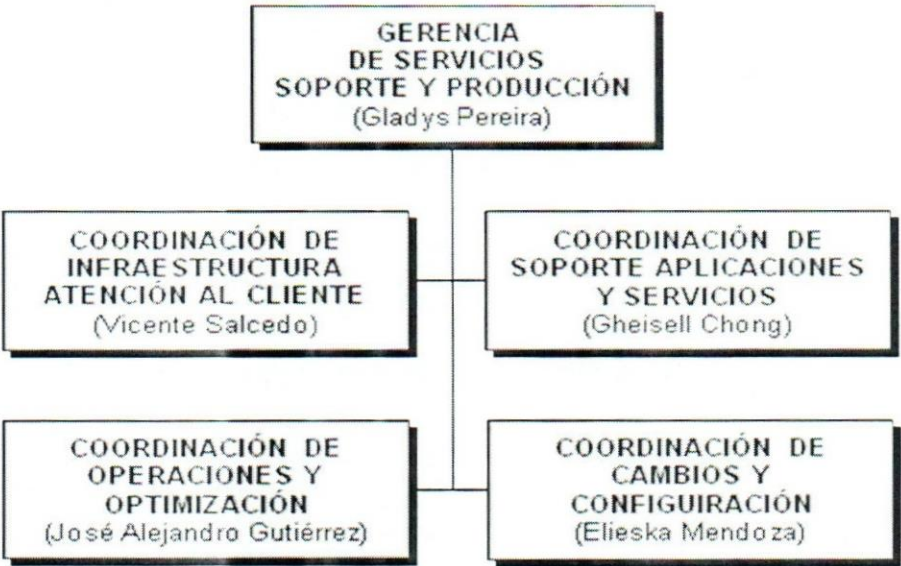 GERENCIA
DE SERVICIOS
SOPORTE Y PRODUCCIÓN
(Gladys Pereira)
COORDINACIÓN DE
INFRAESTRUCTURA
ATENCIÓN AL CLIENTE
(Vicente Salcedo)
COORDINACIÓN DE
SOPORTE APLICACIONES
Y SERVICIOS
(Gheisell Chong)
COORDINACIÓN DE
OPERACIONES Y
OPTIMIZACIÓN
(José Alejandro Gutiérrez)
COORDINACIÓN DE
CAMBIOS Y
CONFIGUIRACIÓN
(Elieska Mendoza)